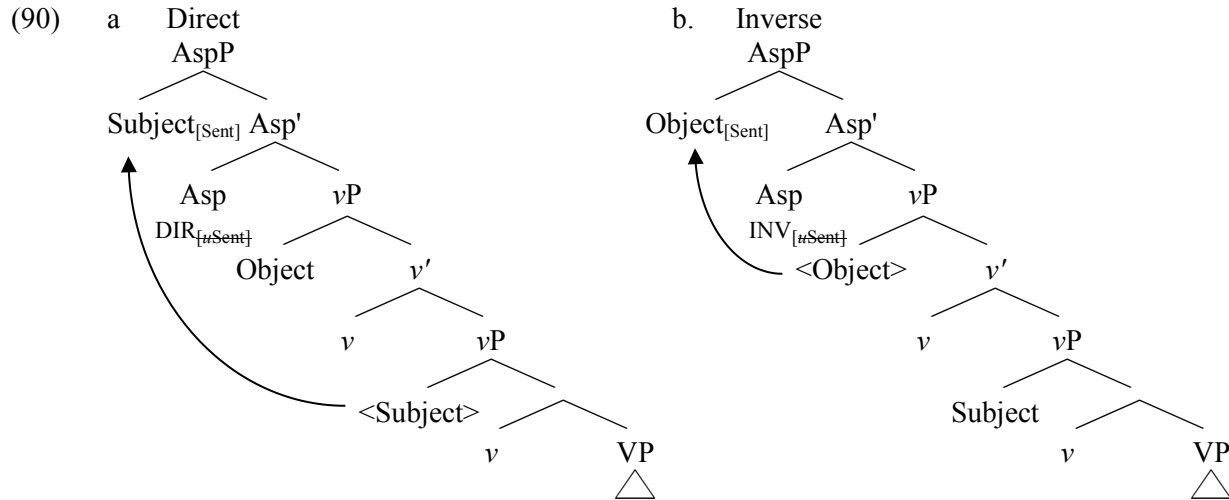 (90) a Direct b. Inverse
AspP AspP
Subject[Sent] Asp' Object[Sent] Asp'
Asp vP Asp vP
DIR[uSent] INV[uSent]
Object v' <Object> v'
v vP v vP
<Subject> Subject
v VP v VP